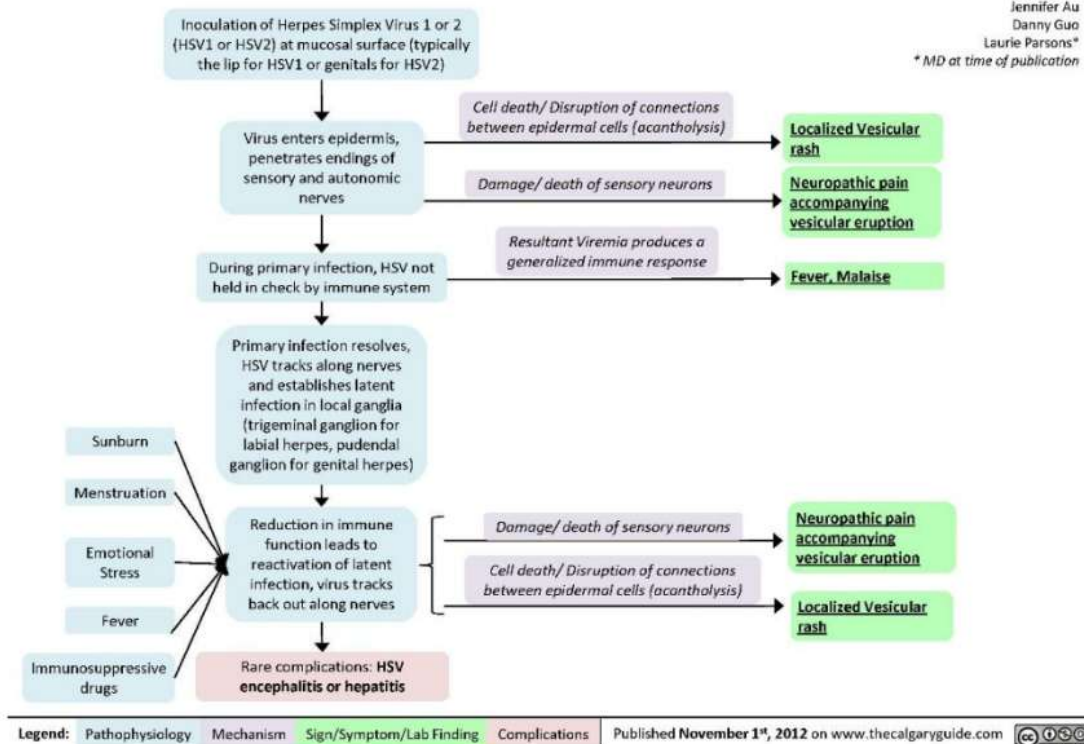 Jennifer Au
Danny Guo
Laurie Parsons*
* MD at time of publication
Inoculation of Herpes Simplex Virus 1 or 2
(HSV1 or HSV2) at mucosal surface (typically
the lip for HSV1 or genitals for HSV2)
Cell death/ Disruption of connections
between epidermal cells (acantholysis)
Localized Vesicular
rash
Virus enters epidermis,
penetrates endings of
sensory and autonomic
nerves
Damage/ death of sensory neurons
Neuropathic pain
accompanying
vesicular eruption
Resultant Viremia produces a
generalized immune response
During primary infection, HSV not
held in check by immune system
Fever, Malaise
Primary infection resolves,
HSV tracks along nerves
and establishes latent
infection in local ganglia
(trigeminal ganglion for
labial herpes, pudendal
ganglion for genital herpes)
Sunburn
Menstruation
Emotional
Stress
Fever
Immunosuppressive
drugs
Reduction in immune
function leads to
reactivation of latent
infection, virus tracks
back out along nerves
Damage/ death of sensory neurons
Neuropathic pain
accompanying
vesicular eruption
Cell death/ Disruption of connections
between epidermal cells (acantholysis)
Localized Vesicular
rash
Rare complications: HSV
encephalitis or hepatitis
Legend: Pathophysiology Mechanism Sign/Symptom/Lab Finding Complications Published November 1st, 2012 on www.thecalgaryguide.com
cc